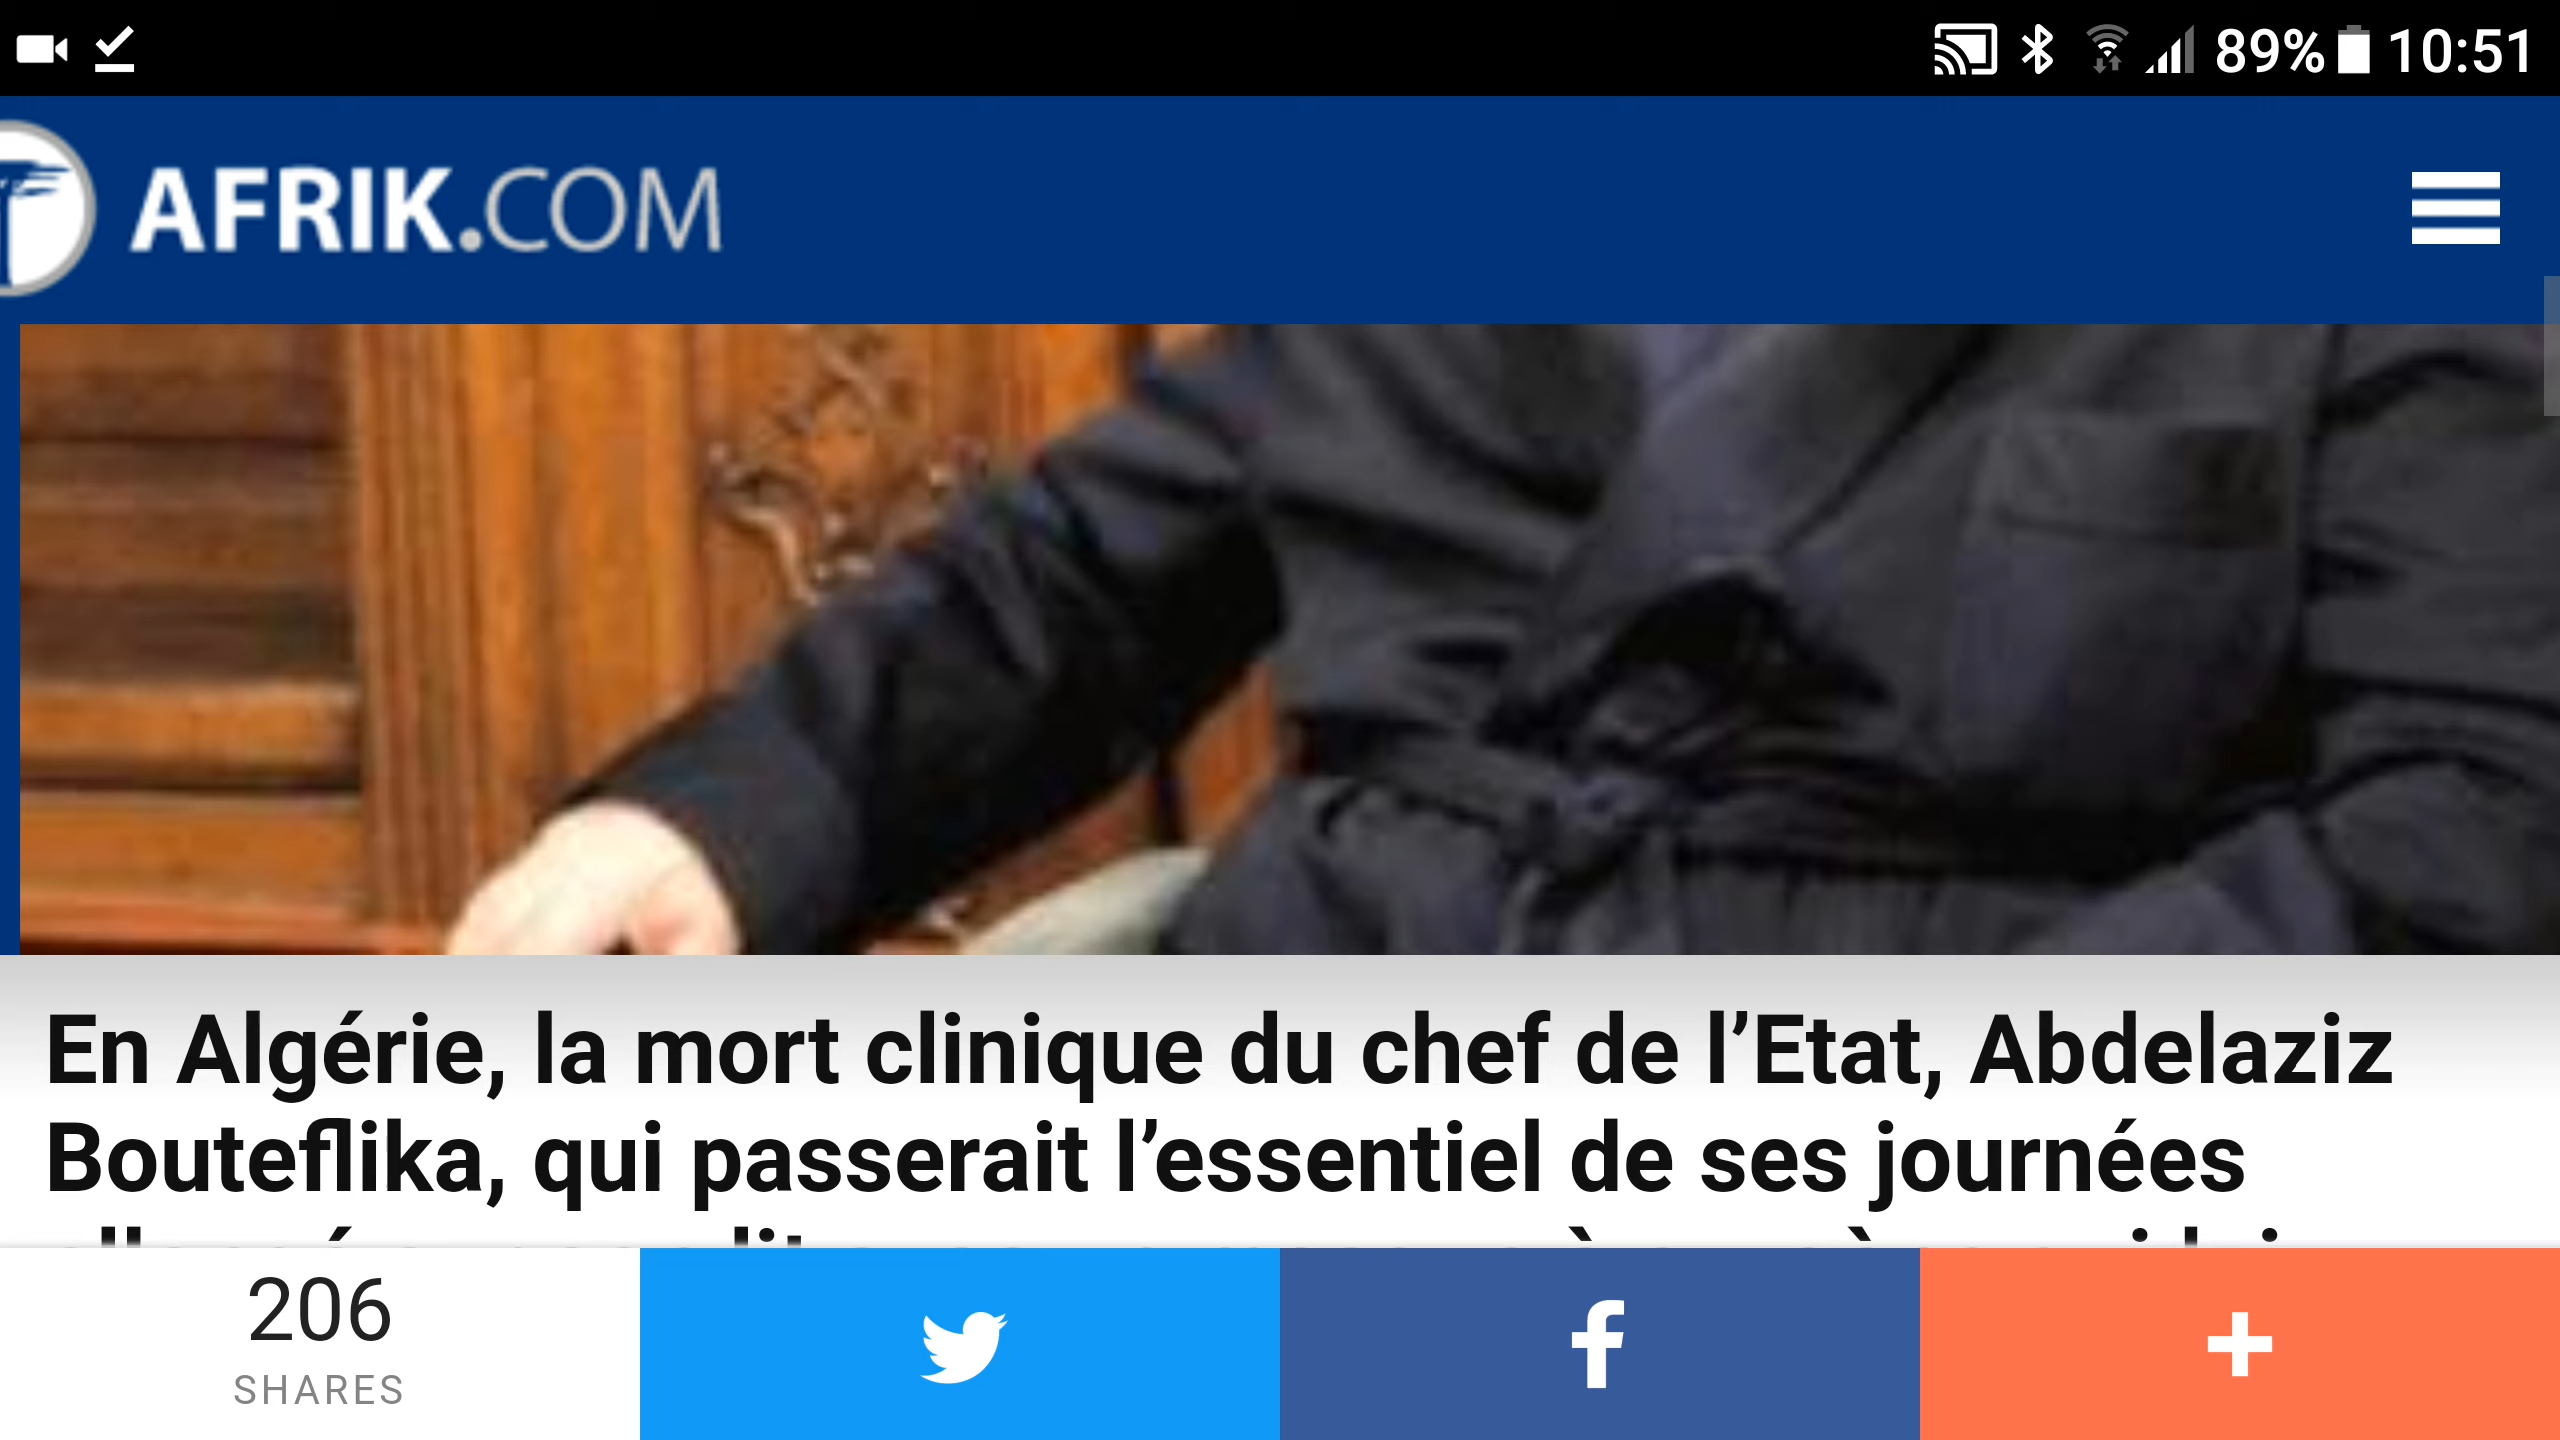 89% 10:51
AFRIK.COM
En Algérie, la mort clinique du chef de l’Etat, Abdelaziz
Bouteflika, qui passerait l’essentiel de ses journées
206
SHARES